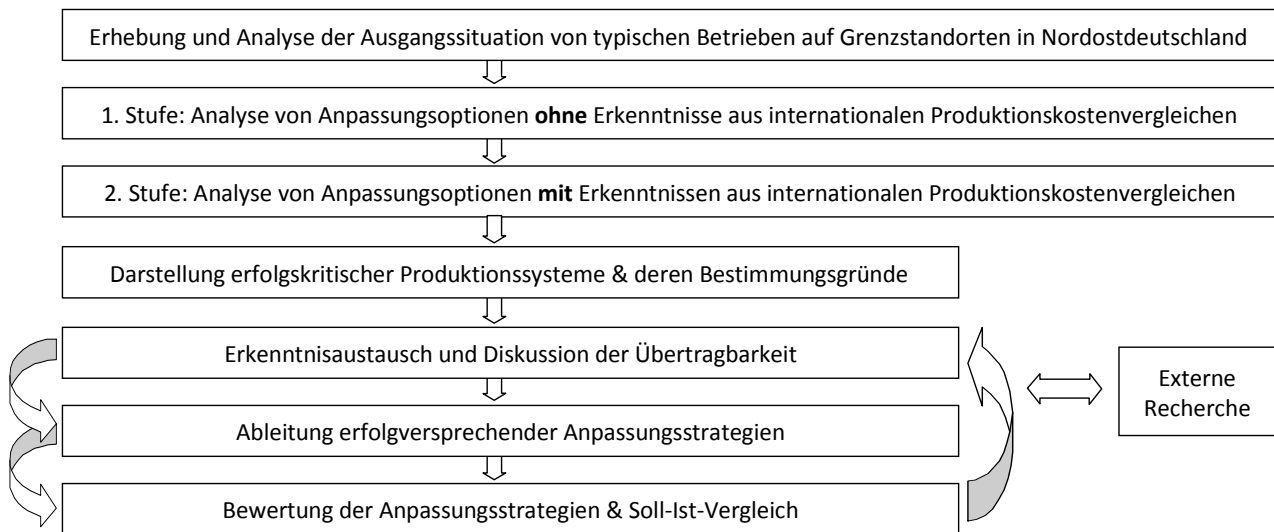 Erhebung und Analyse der Ausgangssituation von typischen Betrieben auf Grenzstandorten in Nordostdeutschland
1. Stufe: Analyse von Anpassungsoptionen ohne Erkenntnisse aus internationalen Produktionskostenvergleichen
2. Stufe: Analyse von Anpassungsoptionen mit Erkenntnissen aus internationalen Produktionskostenvergleichen
Darstellung erfolgskritischer Produktionssysteme & deren Bestimmungsgründe
Erkenntnisaustausch und Diskussion der Übertragbarkeit
Externe
Recherche
Ableitung erfolgversprechender Anpassungsstrategien
Bewertung der Anpassungsstrategien & Soll-Ist-Vergleich